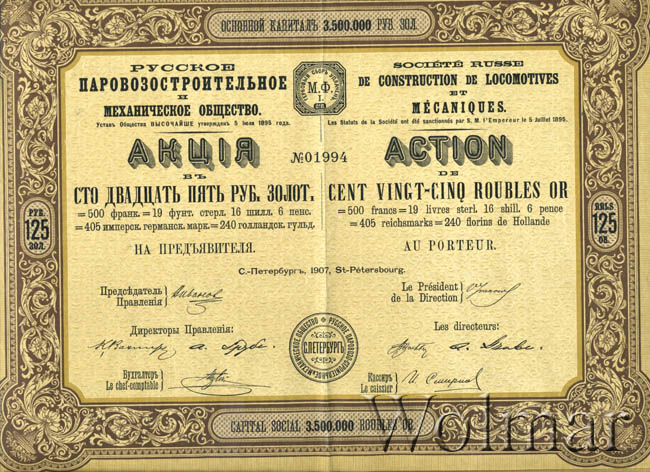 ОСНОВНОЙ КАПИТАЛЪ 3.500.000 РУБ. ЗОЛ.
РУССКОЕ
ПАРОВОЗОСТРОИТЕЛЬНОЕ
И
МЕХАНИЧЕСКОЕ ОБЩЕСТВО.
Уставъ Общества ВЫСОЧАЙШЕ утвержденъ 5 июля 1895 года.
М.Ф.
SOCIÉTÉ RUSSE
DE CONSTRUCTION DE LOCOMOTIVES
ET
MÉCANIQUES.
Les Statuts de la Société ont été sanctionnés par S. M. l'Empereur le 5 Juillet 1895.
АКЦІЯ
ВЪ
СТО ДВАДЦАТЬ ПЯТЬ РУБ. ЗОЛОТ.
=500 франк.=19 фунт. стерл. 16 шилл. 6 пенс.
=405 имперск. германск. марк.=240 голландск. гульд.
НА ПРЕДЪЯВИТЕЛЯ.
№01994
ACTION
DE
CENT VINGT-CINQ ROUBLES OR
=500 francs=19 livres sterl. 16 shill. 6 pence
=405 reichsmarks=240 florins de Hollande
AU PORTEUR.
РУБ.
125
ЗОЛ.
RBLS.
125
OR.
С.-Петербургъ, 1907, St-Pétersbourg.
Предсѣдатель
Правленія
Le Président
de la Direction
Директоры Правленія:
Les directeurs:
РУССКОЕ ПАРОВОЗОСТРОИТЕЛЬНОЕ И МЕХАНИЧЕСКОЕ ОБЩЕСТВО
С.ПЕТЕРБУРГЪ
Бухгалтеръ
Le chef-comptable
Кассиръ
Le caissier
И. Смирновъ
CAPITAL SOCIAL 3.500.000 ROUBLES OR
Wolmar